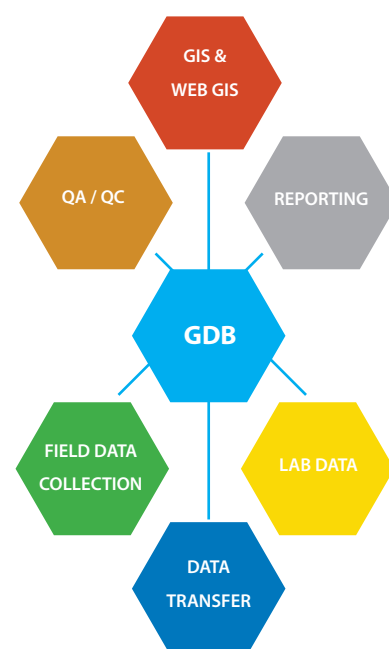 GIS &
WEB GIS
QA / QC
REPORTING
GDB
FIELD DATA
COLLECTION
LAB DATA
DATA
TRANSFER